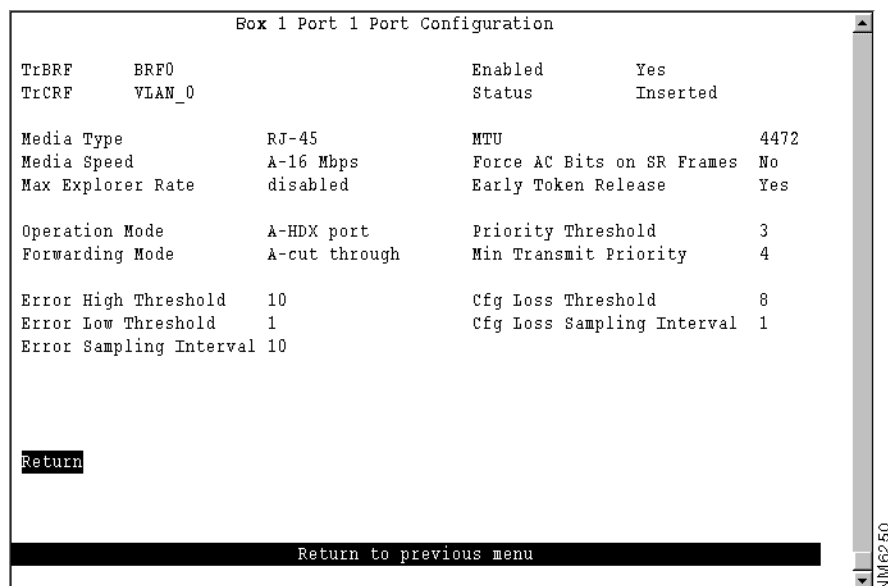 Box 1 Port 1 Port Configuration
TrBRF BRF0 Enabled Yes
TrCRF VLAN_0 Status Inserted
Media Type RJ-45 MTU 4472
Media Speed A-16 Mbps Force AC Bits on SR Frames No
Max Explorer Rate disabled Early Token Release Yes
Operation Mode A-HDX port Priority Threshold 3
Forwarding Mode A-cut through Min Transmit Priority 4
Error High Threshold 10 Cfg Loss Threshold 8
Error Low Threshold 1 Cfg Loss Sampling Interval 1
Error Sampling Interval 10
Return
Return to previous menu
NM6250